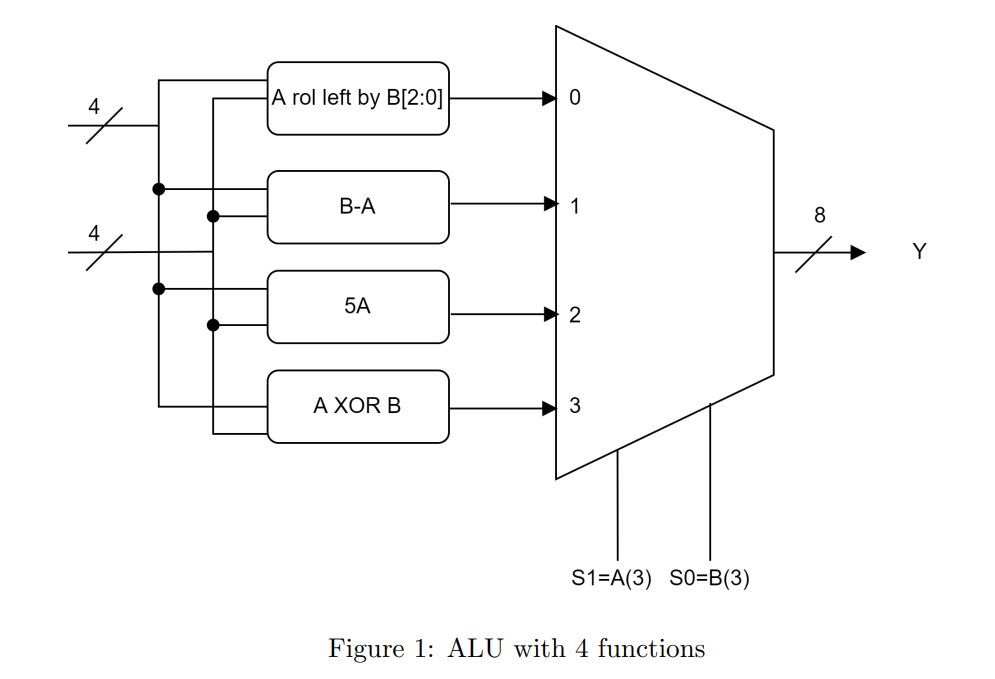 4
A rol left by B[2:0]
0
B-A
1
8
4
Y
5A
2
A XOR B
3
S1=A(3) S0=B(3)
Figure 1: ALU with 4 functions